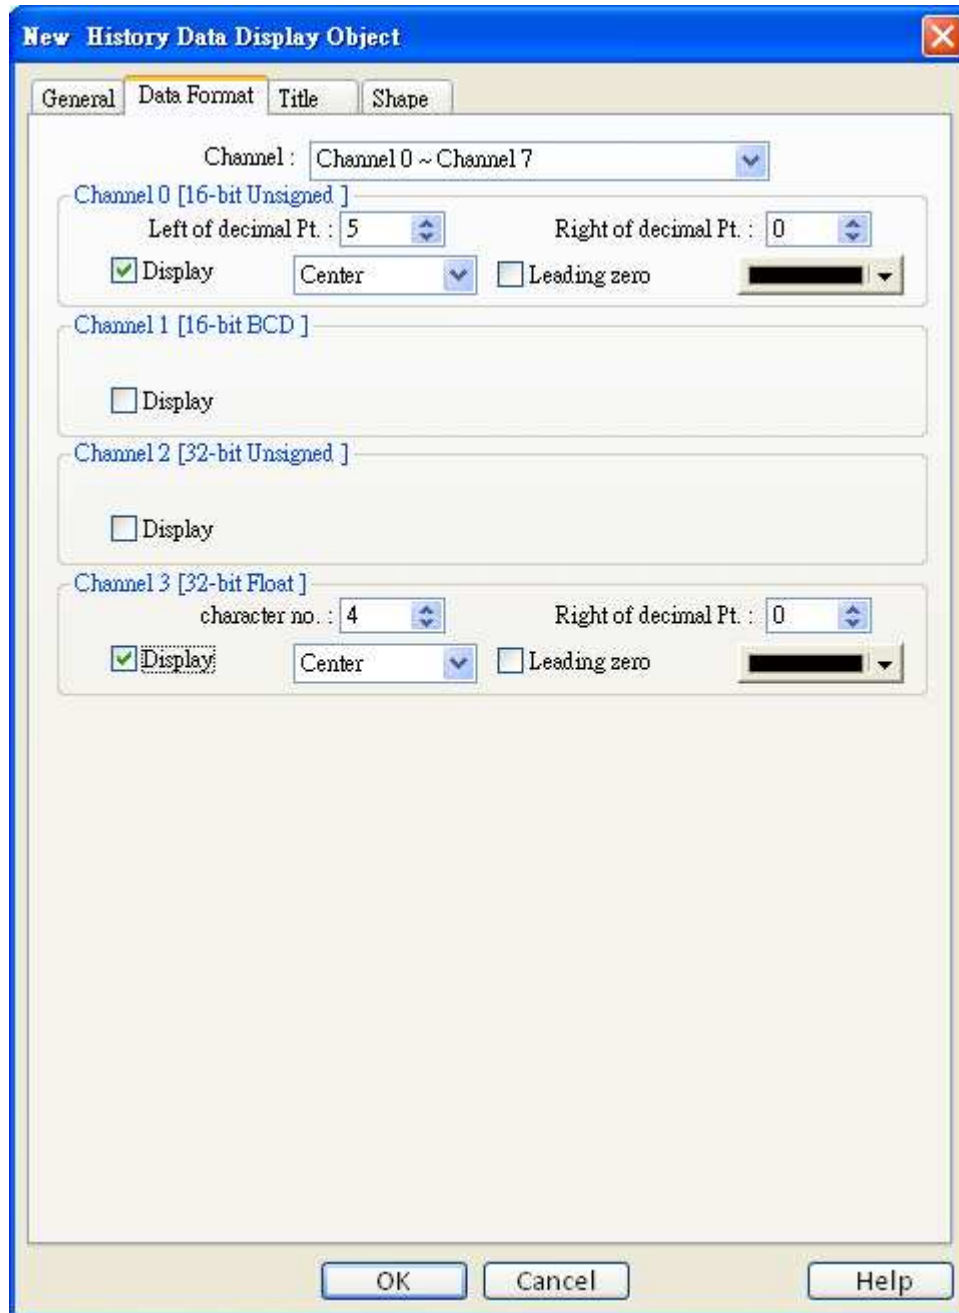 New History Data Display Object
General Data Format Title Shape
Channel : Channel 0 ~ Channel 7
Channel 0 [16-bit Unsigned ]
Left of decimal Pt. : 5 Right of decimal Pt. : 0
Display Center Leading zero
Channel 1 [16-bit BCD ]
Display
Channel 2 [32-bit Unsigned ]
Display
Channel 3 [32-bit Float ]
character no. : 4 Right of decimal Pt. : 0
Display Center Leading zero
OK Cancel Help